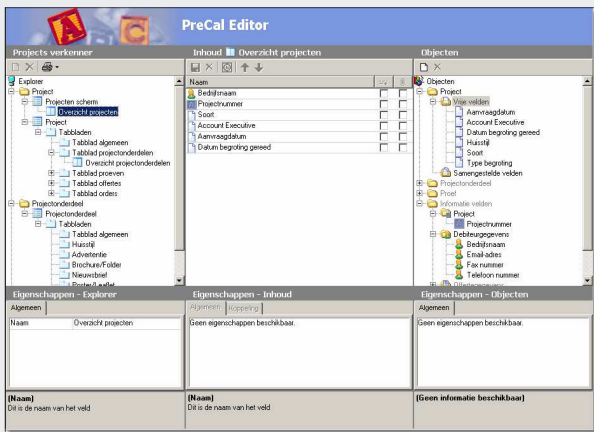 PreCal Editor
Projects verkenner
Inhoud Overzicht projecten
Objecten
Explorer
Project
Projecten scherm
Overzicht projecten
Project
Tabbladen
Tabblad algemeen
Tabblad projectonderdelen
Overzicht projectonderdelen
Tabblad proeven
Tabblad offertes
Tabblad orders
Projectonderdeel
Projectonderdeel
Tabbladen
Tabblad algemeen
Huisstijl
Advertentie
Brochure/Folder
Nieuwsbrief
Poster/Leaflet
Naam
Bedrijfsnaam
Projectnummer
Soort
Account Executive
Aanvraagdatum
Datum begroting gereed
Objecten
Project
Vrije velden
Aanvraagdatum
Account Executive
Datum begroting gereed
Huisstijl
Soort
Type begroting
Samengestelde velden
Projectonderdeel
Proef
Informatie velden
Project
Projectnummer
Debiteurgegevens
Bedrijfsnaam
Email-adres
Fax nummer
Telefoon nummer
Offertegegevens
Eigenschappen - Explorer
Algemeen
Naam Overzicht projecten
(Naam)
Dit is de naam van het veld
Eigenschappen - Inhoud
Algemeen Koppeling
Geen eigenschappen beschikbaar.
(Naam)
Dit is de naam van het veld
Eigenschappen - Objecten
Algemeen
Geen eigenschappen beschikbaar.
(Geen informatie beschikbaar)